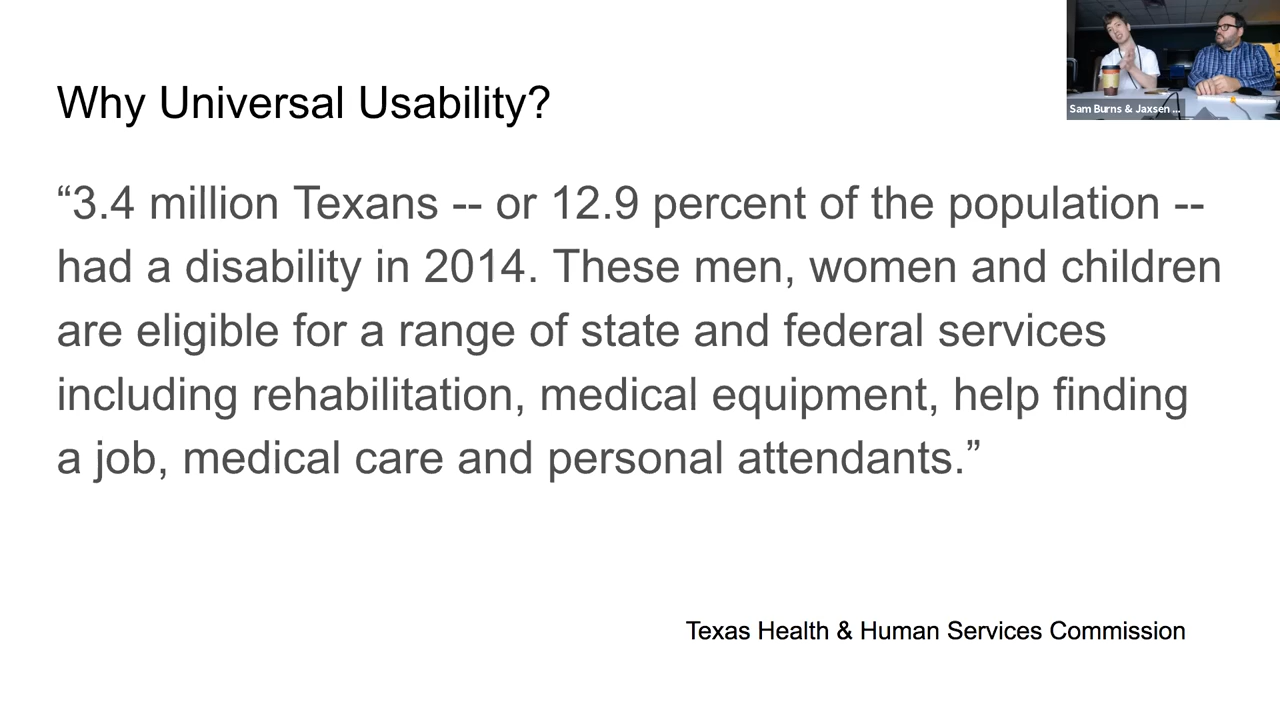 Why Universal Usability?
“3.4 million Texans -- or 12.9 percent of the population --
had a disability in 2014. These men, women and children
are eligible for a range of state and federal services
including rehabilitation, medical equipment, help finding
a job, medical care and personal attendants.”
Texas Health & Human Services Commission
Sam Burns & Jaxsen ...